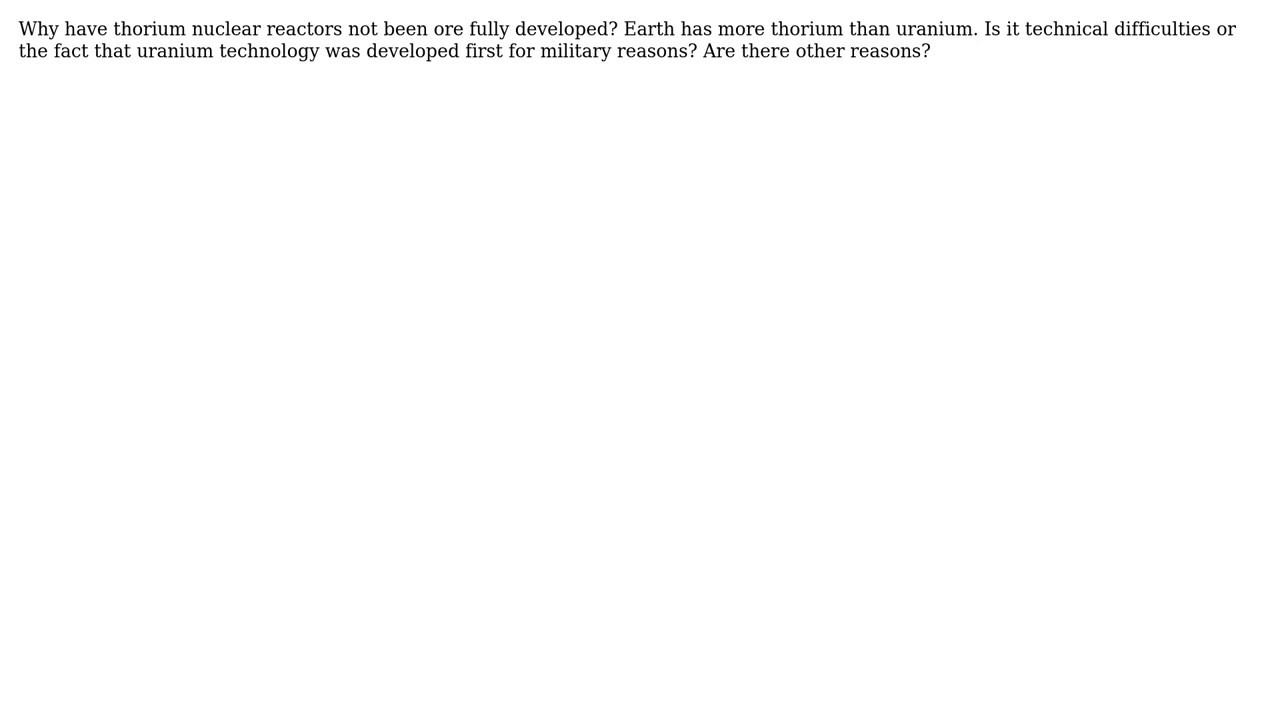 Why have thorium nuclear reactors not been ore fully developed? Earth has more thorium than uranium. Is it technical difficulties or
the fact that uranium technology was developed first for military reasons? Are there other reasons?